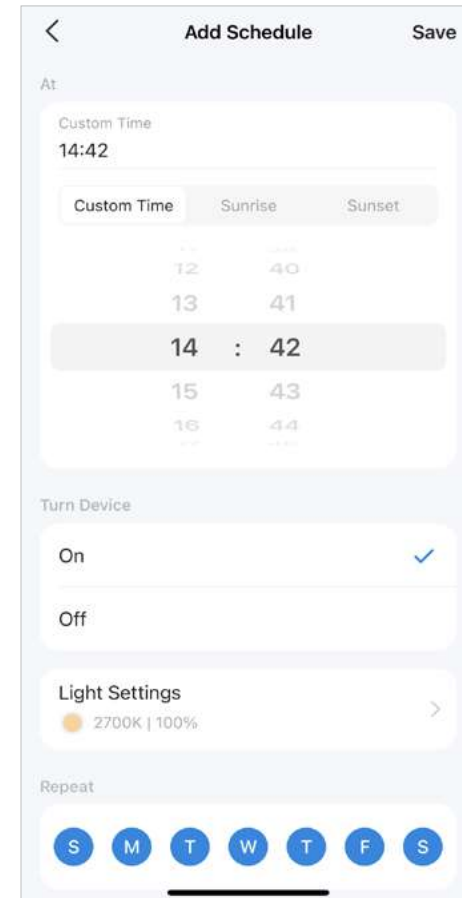 Add Schedule Save
At
Custom Time
14:42
Custom Time Sunrise Sunset
12 40
13 41
14 : 42
15 43
16 44
Turn Device
On
Off
Light Settings
2700K | 100%
Repeat
S M T W T F S